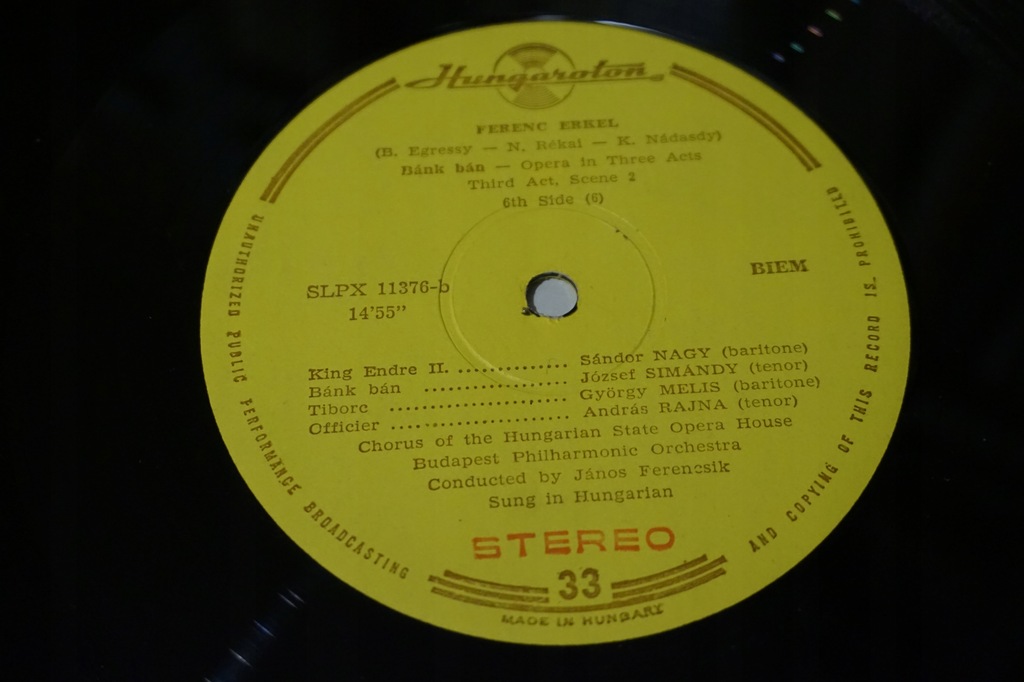 Hungaroton
FERENC ERKEL
(B. Egressy — N. Rékai — K. Nádasdy)
Bánk bán — Opera in Three Acts
Third Act, Scene 2
6th Side (6)
BIEM
SLPX 11376-b
14'55"
King Endre II. .............. Sándor NAGY (baritone)
Bánk bán .................. József SIMÁNDY (tenor)
Tiborc ...................... György MELIS (baritone)
Officier ...................... András RAJNA (tenor)
Chorus of the Hungarian State Opera House
Budapest Philharmonic Orchestra
Conducted by János Ferencsik
Sung in Hungarian
STEREO
33
MADE IN HUNGARY
UNAUTHORIZED PUBLIC PERFORMANCE BROADCASTING
AND COPYING OF THIS RECORD IS PROHIBITED